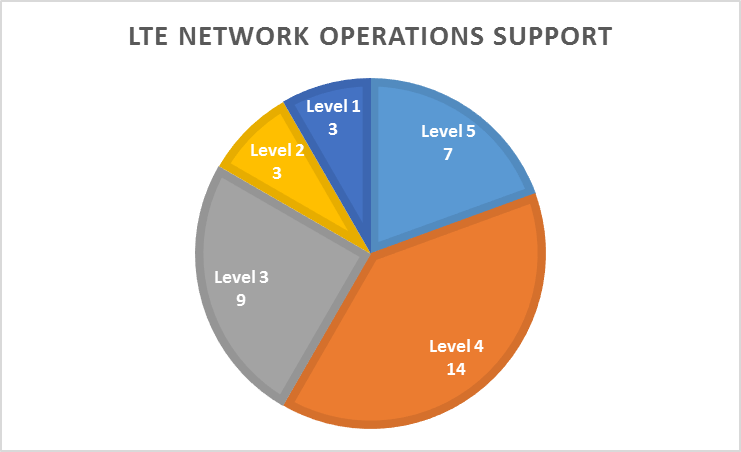 LTE NETWORK OPERATIONS SUPPORT
Level 1
3
Level 5
7
Level 2
3
Level 3
9
Level 4
14